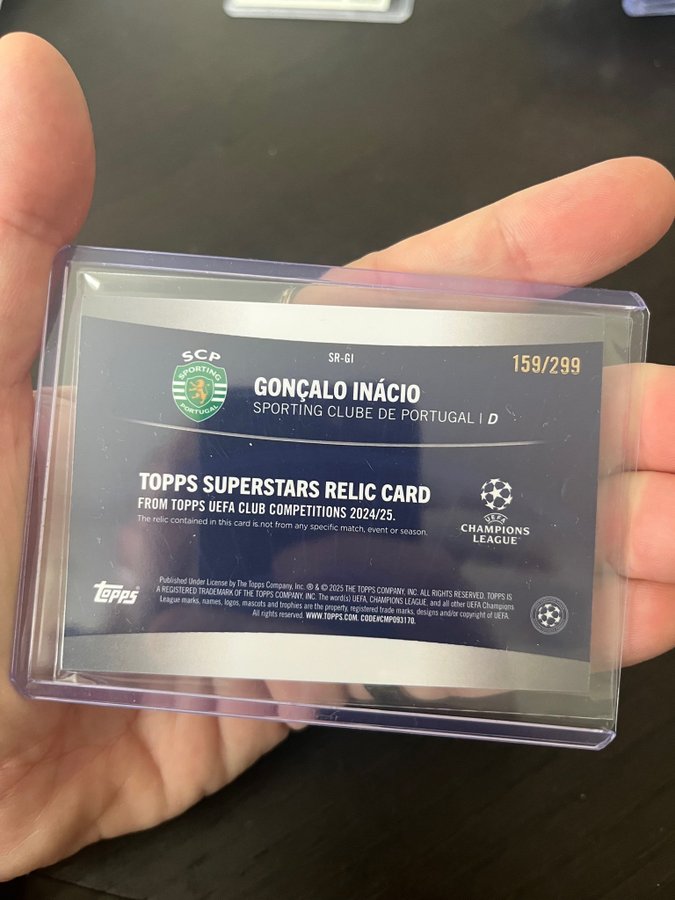 SCP
SPORTING
PORTUGAL
SR-GI
159/299
GONÇALO INÁCIO
SPORTING CLUBE DE PORTUGAL | D
TOPPS SUPERSTARS RELIC CARD
FROM TOPPS UEFA CLUB COMPETITIONS 2024/25.
The relic contained in this card is not from any specific match, event or season.
UEFA
CHAMPIONS
LEAGUE™
Topps®
Published Under License by The Topps Company, Inc. ® & © 2025 THE TOPPS COMPANY, INC. ALL RIGHTS RESERVED. TOPPS IS
A REGISTERED TRADEMARK OF THE TOPPS COMPANY, INC. The word(s) UEFA, CHAMPIONS LEAGUE, and all other UEFA Champions
League marks, names, logos, mascots and trophies are the property, registered trade marks, designs and/or copyright of UEFA.
All rights reserved. WWW.TOPPS.COM. CODE#CMP093170.